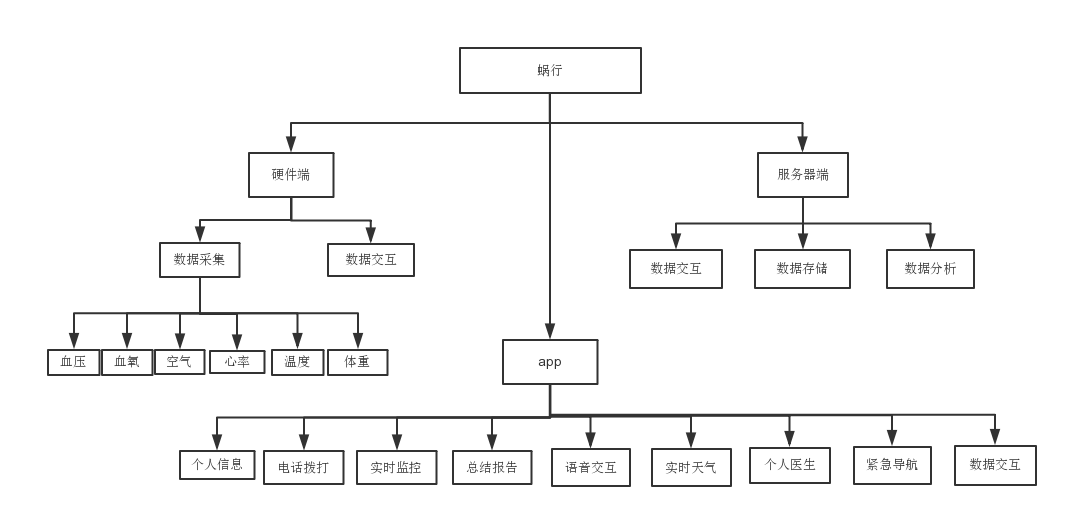 蜗行
硬件端
服务器端
数据采集
数据交互
数据交互
数据存储
数据分析
血压
血氧
空气
心率
温度
体重
app
个人信息
电话拨打
实时监控
总结报告
语音交互
实时天气
个人医生
紧急导航
数据交互